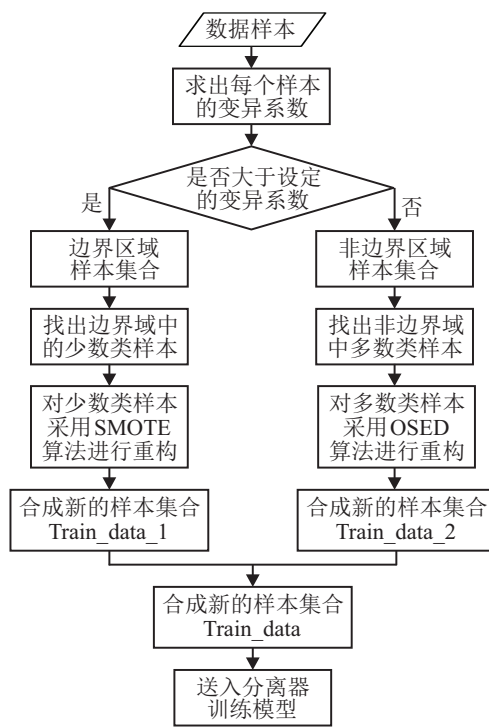 数据样本
求出每个样本
的变异系数
是否大于设定
的变异系数
是
否
边界区域
样本集合
非边界区域
样本集合
找出边界域中
的少数类样本
找出非边界域
中多数类样本
对少数类样本
采用SMOTE
算法进行重构
对多数类样本
采用OSED
算法进行重构
合成新的样本集合
Train_data_1
合成新的样本集合
Train_data_2
合成新的样本集合
Train_data
送入分离器
训练模型